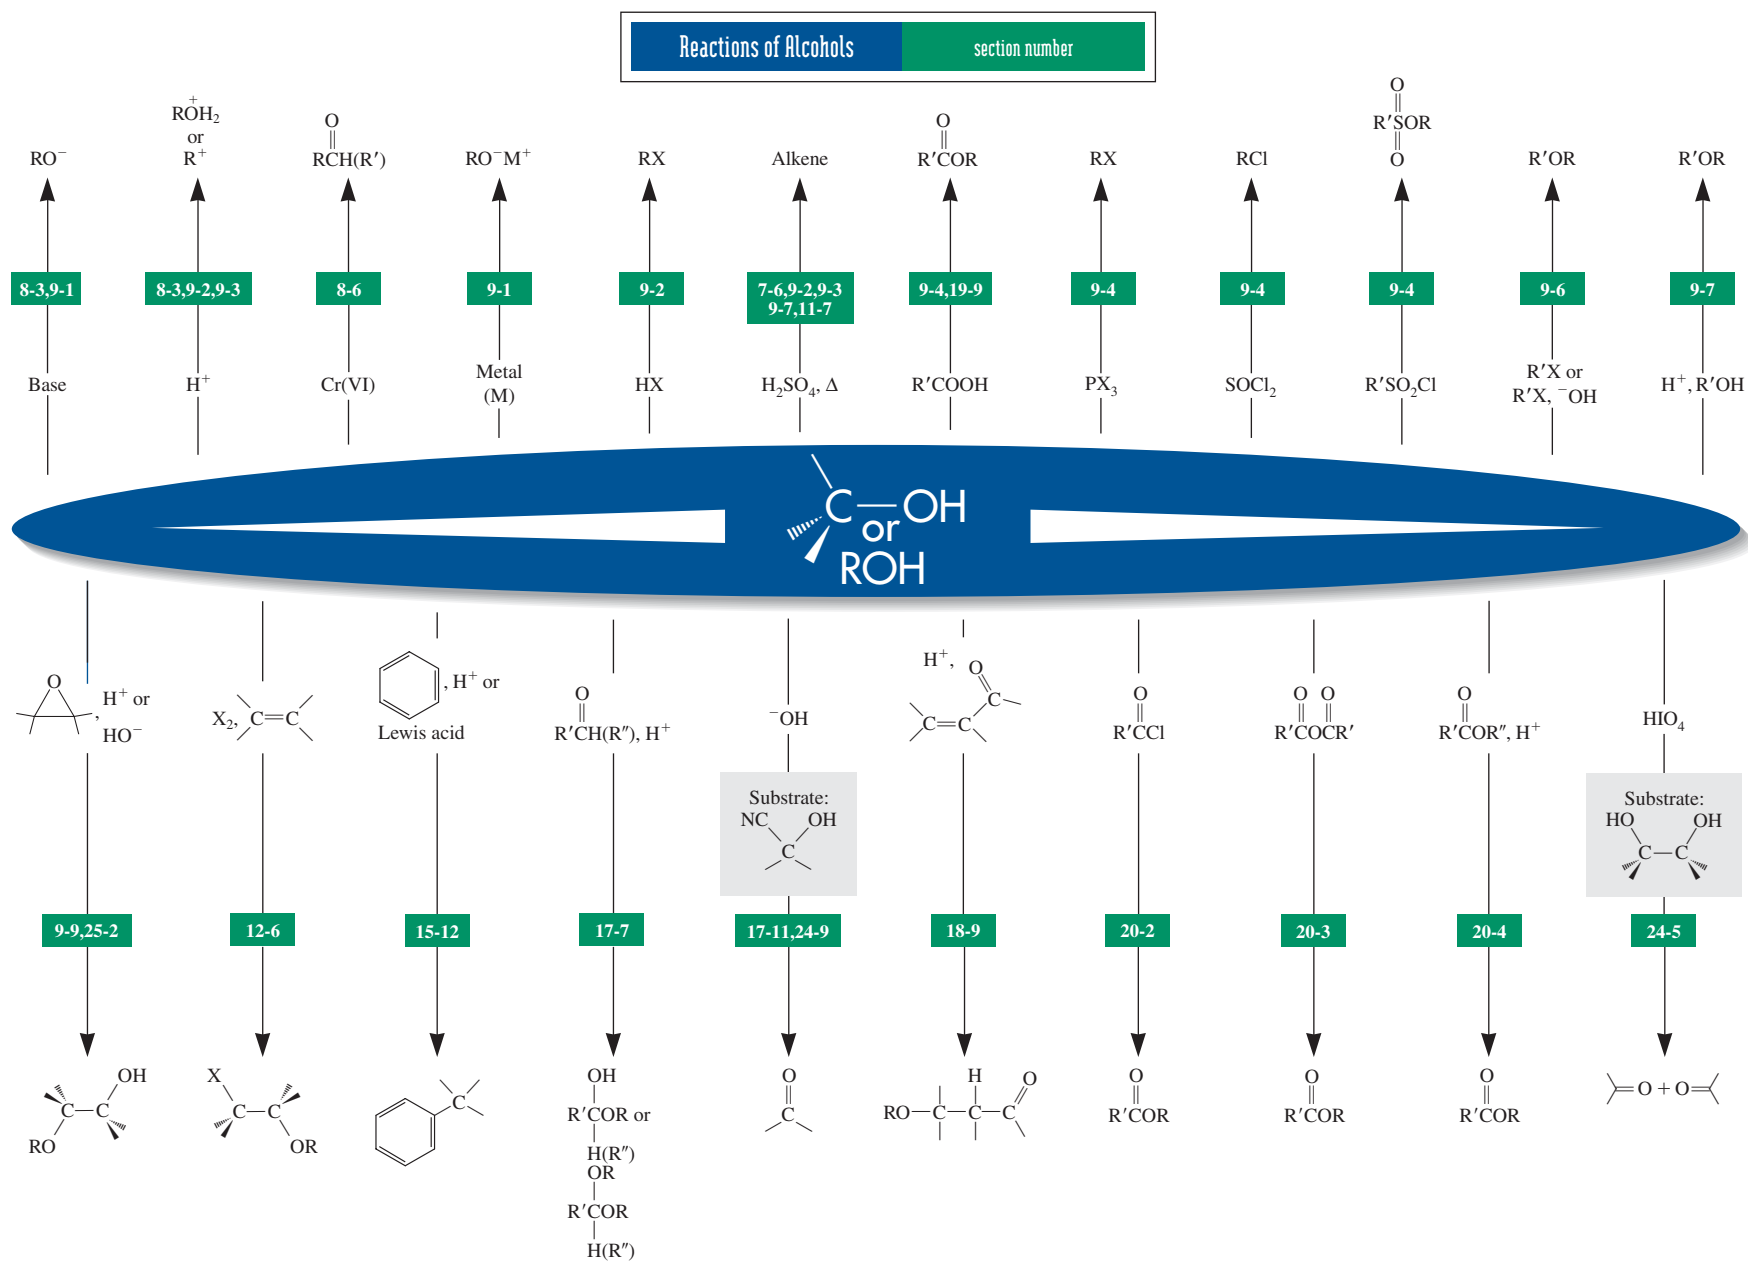 Reactions of Alcohols section number
RO⁻
R⁺OH₂
or
R⁺
O
RCH(R′)
RO⁻M⁺
RX
Alkene
O
R′COR
RX
RCl
O
R′SOR
O
R′OR
R′OR
8-3,9-1
8-3,9-2,9-3
8-6
9-1
9-2
7-6,9-2,9-3
9-7,11-7
9-4,19-9
9-4
9-4
9-4
9-6
9-7
Base
H⁺
Cr(VI)
Metal
(M)
HX
H₂SO₄, Δ
R′COOH
PX₃
SOCl₂
R′SO₂Cl
R′X or
R′X, ⁻OH
H⁺, R′OH
C—OH
or
ROH
O
, H⁺ or
HO⁻
X₂, C=C
, H⁺ or
Lewis acid
O
R′CH(R″), H⁺
⁻OH
Substrate:
NC OH
C
H⁺, O
C
C=C
O
R′CCl
O O
R′COCR′
O
R′COR″, H⁺
HIO₄
Substrate:
HO OH
C—C
9-9,25-2
12-6
15-12
17-7
17-11,24-9
18-9
20-2
20-3
20-4
24-5
OH
C—C
RO
X
C—C
OR
C
OH
R′COR or
H(R″)
OR
R′COR
H(R″)
O
C
H O
RO—C—C—C
O
R′COR
O
R′COR
O
R′COR
=O + O=